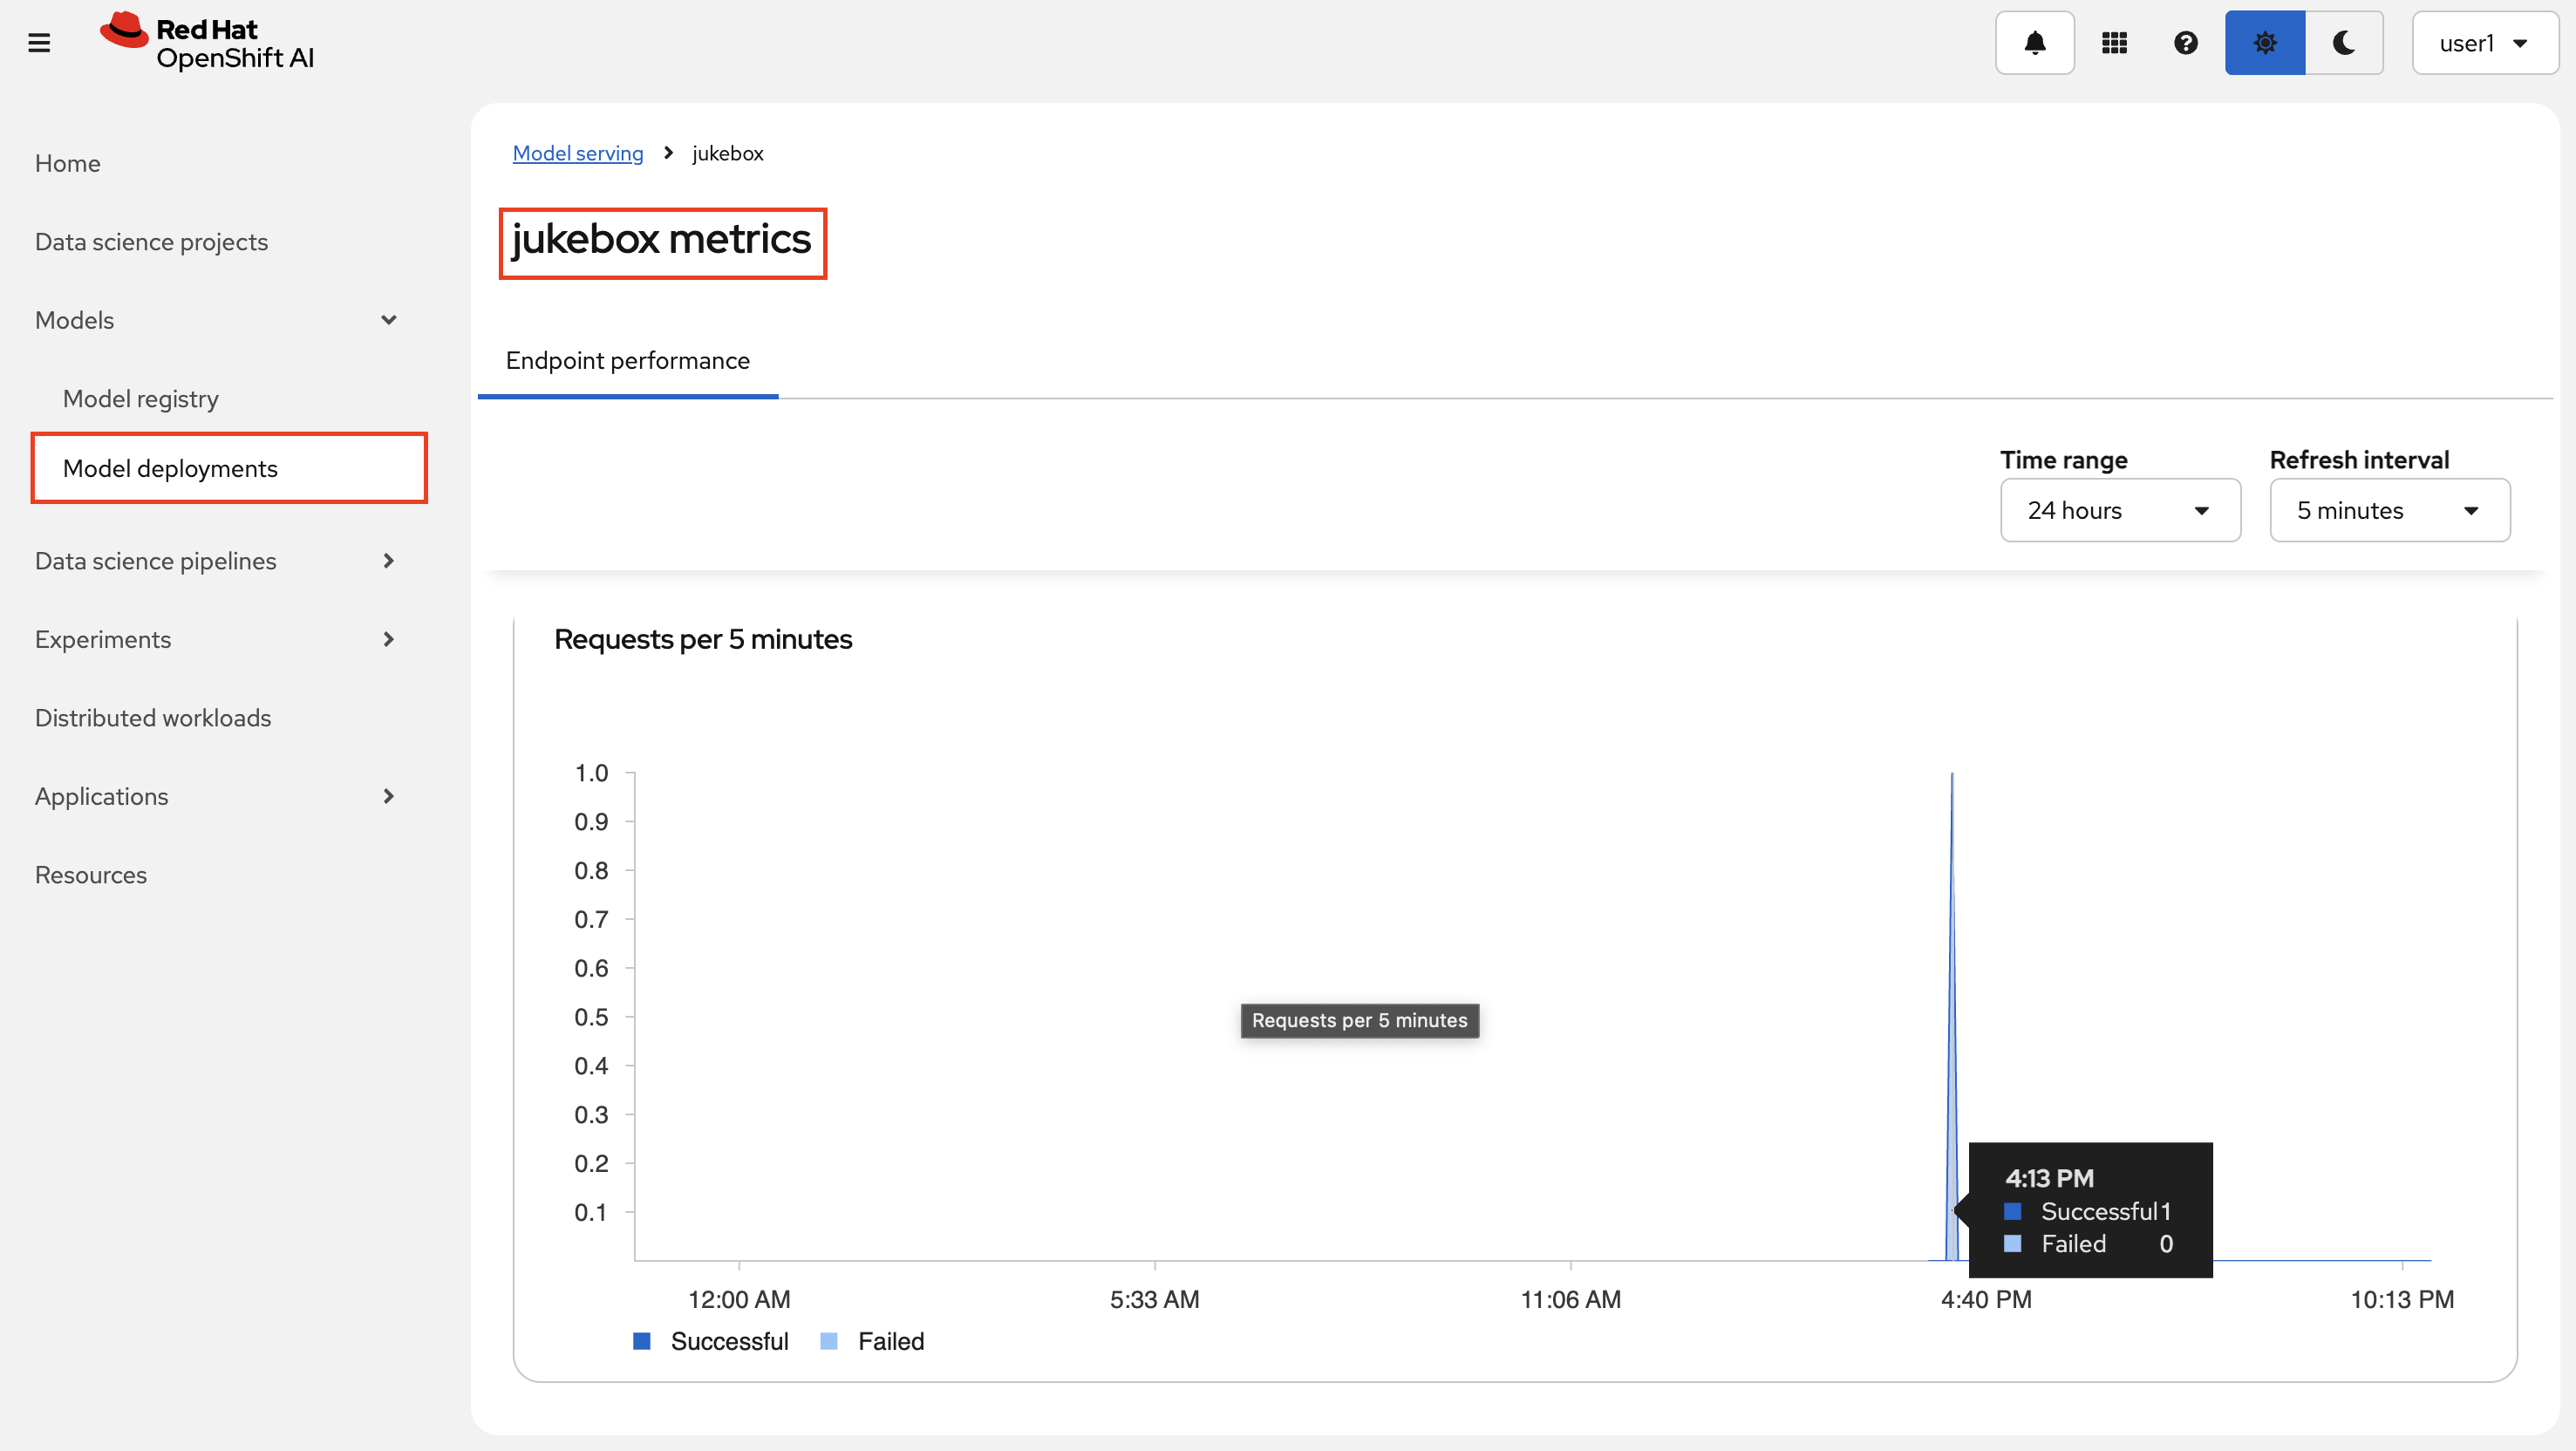 Red Hat
OpenShift AI
user1
Home
Data science projects
Models
Model registry
Model deployments
Data science pipelines
Experiments
Distributed workloads
Applications
Resources
Model serving > jukebox
jukebox metrics
Endpoint performance
Time range
Refresh interval
24 hours
5 minutes
Requests per 5 minutes
1.0
0.9
0.8
0.7
0.6
0.5
0.4
0.3
0.2
0.1
Requests per 5 minutes
4:13 PM
Successful 1
Failed 0
12:00 AM
5:33 AM
11:06 AM
4:40 PM
10:13 PM
Successful
Failed